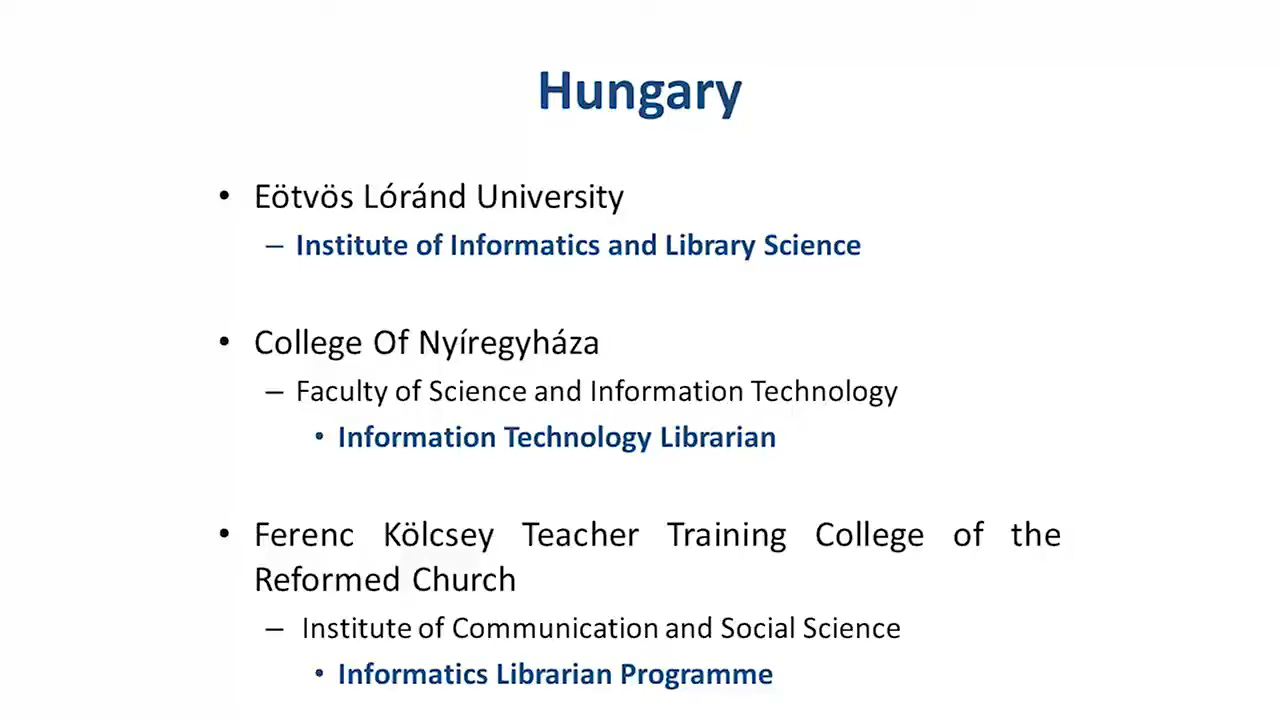 Hungary
• Eötvös Lóránd University
– Institute of Informatics and Library Science
• College Of Nyíregyháza
– Faculty of Science and Information Technology
• Information Technology Librarian
• Ferenc Kölcsey Teacher Training College of the
Reformed Church
– Institute of Communication and Social Science
• Informatics Librarian Programme